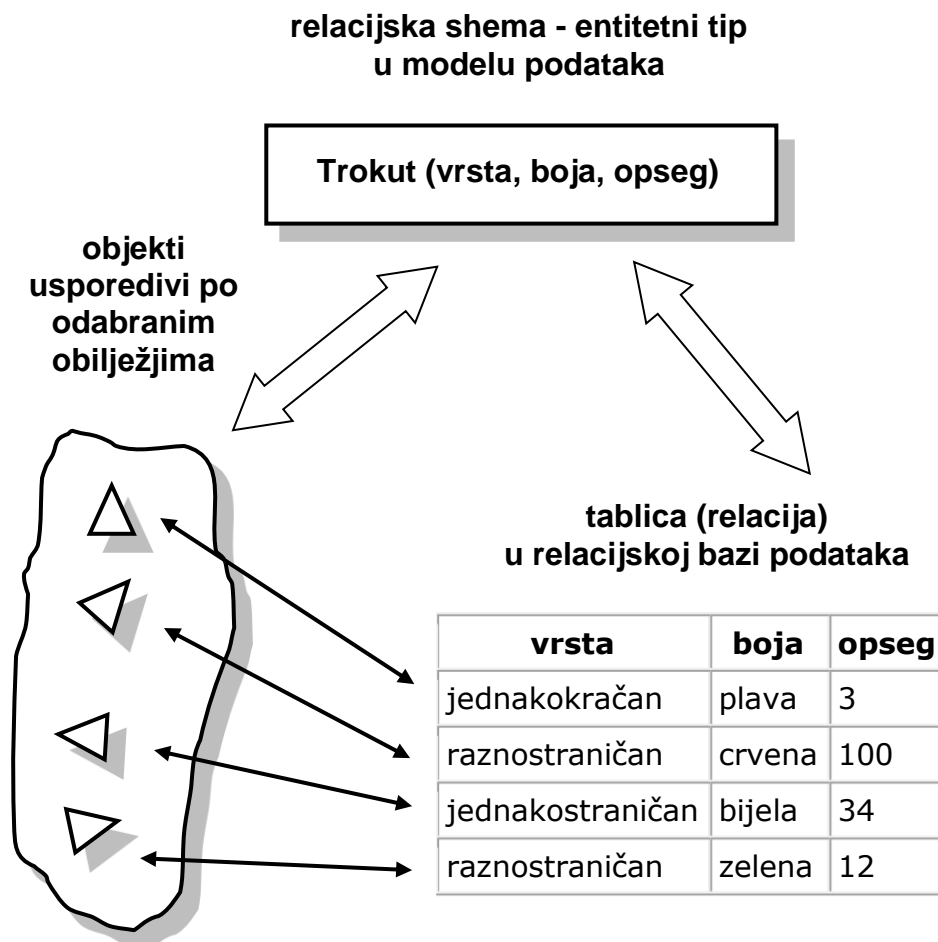 relacijska shema - entitetni tip
u modelu podataka
Trokut (vrsta, boja, opseg)
objekti
usporedivi po
odabranim
obilježjima
tablica (relacija)
u relacijskoj bazi podataka
vrsta boja opseg
jednakokračan plava 3
raznostraničan crvena 100
jednakostraničan bijela 34
raznostraničan zelena 12